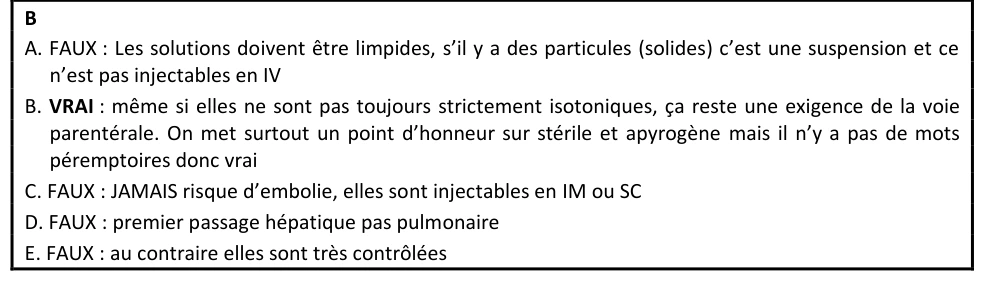 B
A. FAUX : Les solutions doivent être limpides, s’il y a des particules (solides) c’est une suspension et ce
n’est pas injectables en IV
B. VRAI : même si elles ne sont pas toujours strictement isotoniques, ça reste une exigence de la voie
parentérale. On met surtout un point d’honneur sur stérile et apyrogène mais il n’y a pas de mots
péremptoires donc vrai
C. FAUX : JAMAIS risque d’embolie, elles sont injectables en IM ou SC
D. FAUX : premier passage hépatique pas pulmonaire
E. FAUX : au contraire elles sont très contrôlées